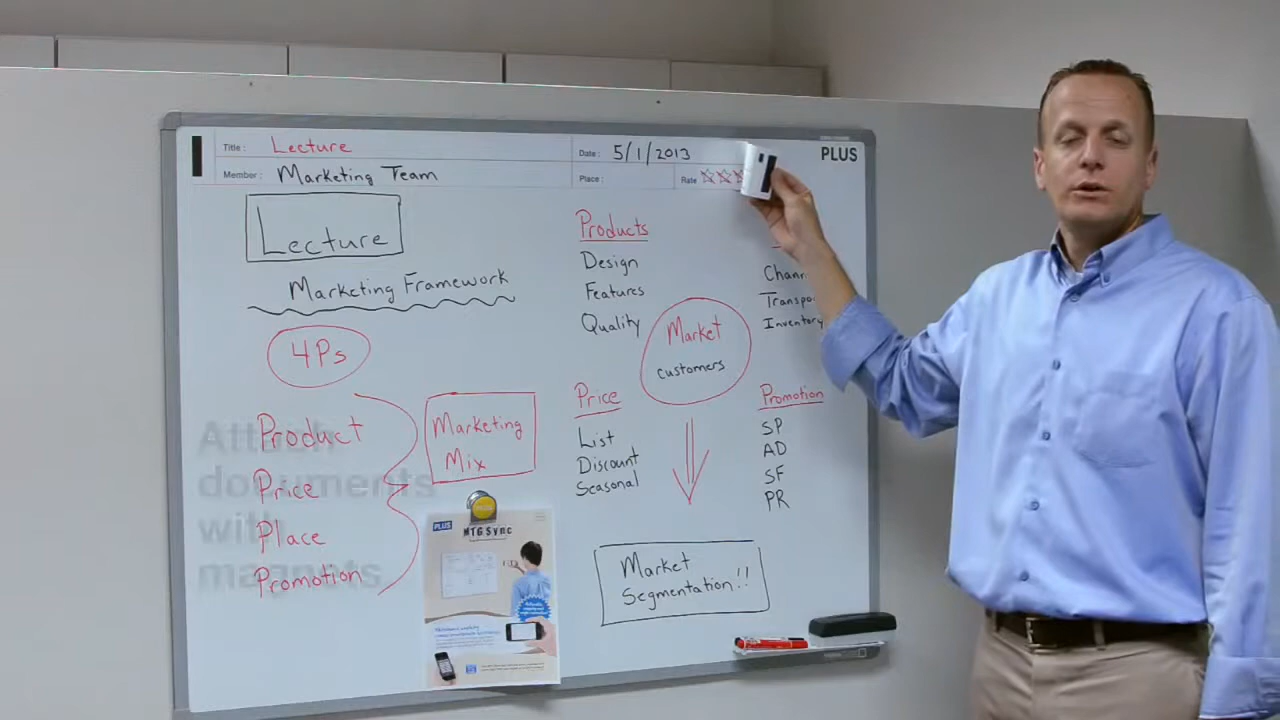 Title : Lecture
Date : 5/1/2013
PLUS
Member : Marketing Team
Place :
Rate
Lecture
Marketing Framework
4Ps
Product
Price
Place
Promotion
Marketing
Mix
Products
Design
Features
Quality
Inventory
Market
customers
Price
List
Discount
Seasonal
Promotion
SP
AD
SF
PR
Market
Segmentation!!
Attach
documents
with
magnets
PLUS
MTG Sync